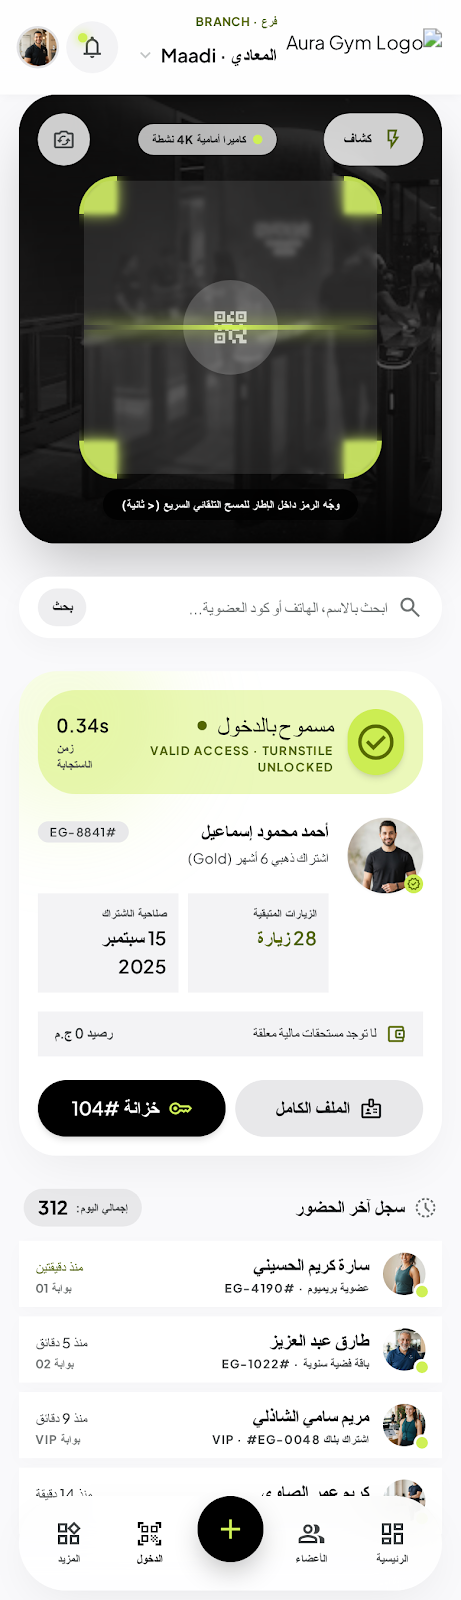 فرع · BRANCH
Aura Gym Logo
المعادي · Maadi
كشاف
كاميرا أمامية 4K نشطة
وجّه الرمز داخل الإطار للمسح التلقائي السريع (< ثانية)
ابحث بالاسم، الهاتف أو كود العضوية...
بحث
مسموح بالدخول
VALID ACCESS · TURNSTILE
UNLOCKED
0.34s
زمن
الاستجابة
أحمد محمود إسماعيل
EG-8841#
اشتراك ذهبي 6 أشهر (Gold)
الزيارات المتبقية
28 زيارة
صلاحية الاشتراك
15 سبتمبر
2025
لا توجد مستحقات مالية معلقة
رصيد 0 ج.م
الملف الكامل
خزانة #104
سجل آخر الحضور
إجمالي اليوم: 312
سارة كريم الحسيني
منذ دقيقتين
عضوية بريميوم · EG-4190#
بوابة 01
طارق عبد العزيز
منذ 5 دقائق
باقة فضية سنوية · EG-1022#
بوابة 02
مريم سامي الشاذلي
منذ 9 دقائق
اشتراك بلاك VIP · #EG-0048
بوابة VIP
كريم عمر الصاوي
منذ 14 دقيقة
الرئيسية
الأعضاء
الدخول
المزيد